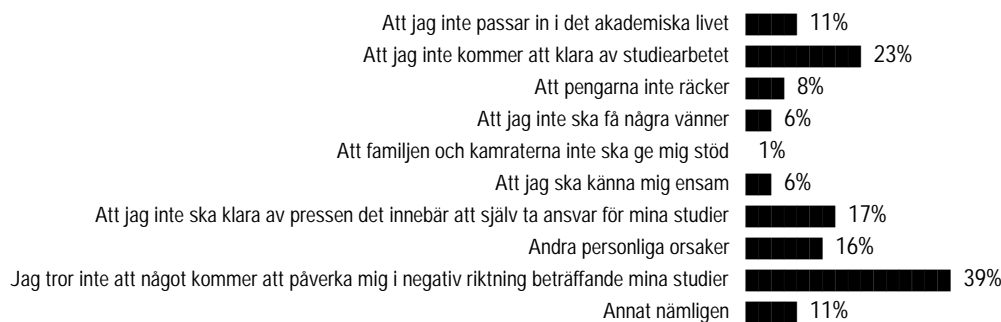 Att jag inte passar in i det akademiska livet 11%
Att jag inte kommer att klara av studiearbetet 23%
Att pengarna inte räcker 8%
Att jag inte ska få några vänner 6%
Att familjen och kamraterna inte ska ge mig stöd 1%
Att jag ska känna mig ensam 6%
Att jag inte ska klara av pressen det innebär att själv ta ansvar för mina studier 17%
Andra personliga orsaker 16%
Jag tror inte att något kommer att påverka mig i negativ riktning beträffande mina studier 39%
Annat nämligen 11%